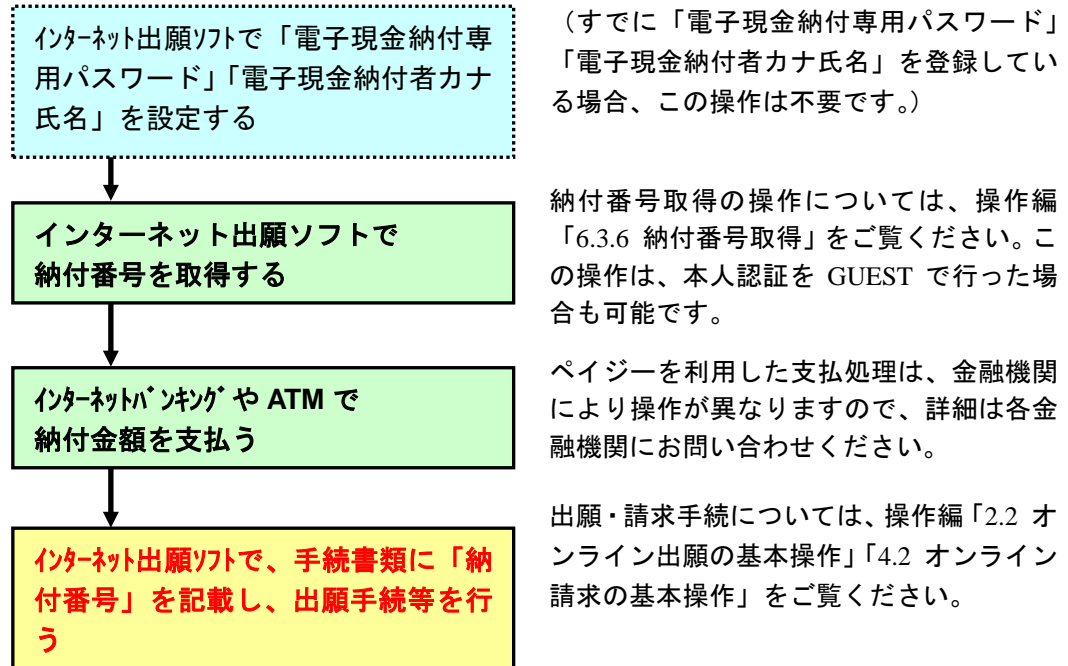 ｲﾝﾀｰﾈｯﾄ出願ｿﾌﾄで「電子現金納付専
用パスワード」「電子現金納付者カナ
氏名」を設定する
（すでに「電子現金納付専用パスワード」
「電子現金納付者カナ氏名」を登録してい
る場合、この操作は不要です。）
インターネット出願ソフトで
納付番号を取得する
納付番号取得の操作については、操作編
「6.3.6 納付番号取得」をご覧ください。こ
の操作は、本人認証を GUEST で行った場
合も可能です。
ｲﾝﾀｰﾈｯﾄﾊﾞﾝｷﾝｸﾞや ATM で
納付金額を支払う
ペイジーを利用した支払処理は、金融機関
により操作が異なりますので、詳細は各金
融機関にお問い合わせください。
ｲﾝﾀｰﾈｯﾄ出願ｿﾌﾄで、手続書類に「納
付番号」を記載し、出願手続等を行
う
出願・請求手続については、操作編「2.2 オ
ンライン出願の基本操作」「4.2 オンライン
請求の基本操作」をご覧ください。